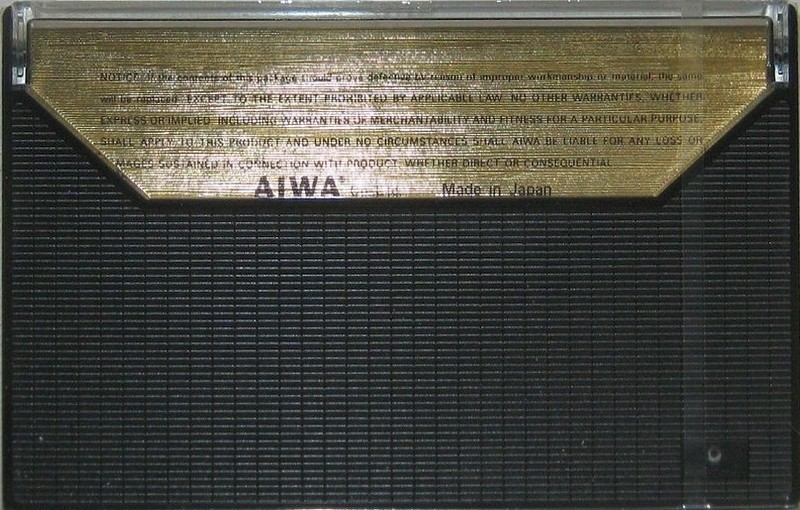 NOTICE: If the contents of this package should prove defective by reason of improper workmanship or material, the same
will be replaced. EXCEPT TO THE EXTENT PROHIBITED BY APPLICABLE LAW, NO OTHER WARRANTIES, WHETHER
EXPRESS OR IMPLIED, INCLUDING WARRANTIES OF MERCHANTABILITY AND FITNESS FOR A PARTICULAR PURPOSE,
SHALL APPLY TO THIS PRODUCT AND UNDER NO CIRCUMSTANCES SHALL AIWA BE LIABLE FOR ANY LOSS OR
DAMAGES SUSTAINED IN CONNECTION WITH PRODUCT, WHETHER DIRECT OR CONSEQUENTIAL.
AIWA® Co., Ltd. Made in Japan